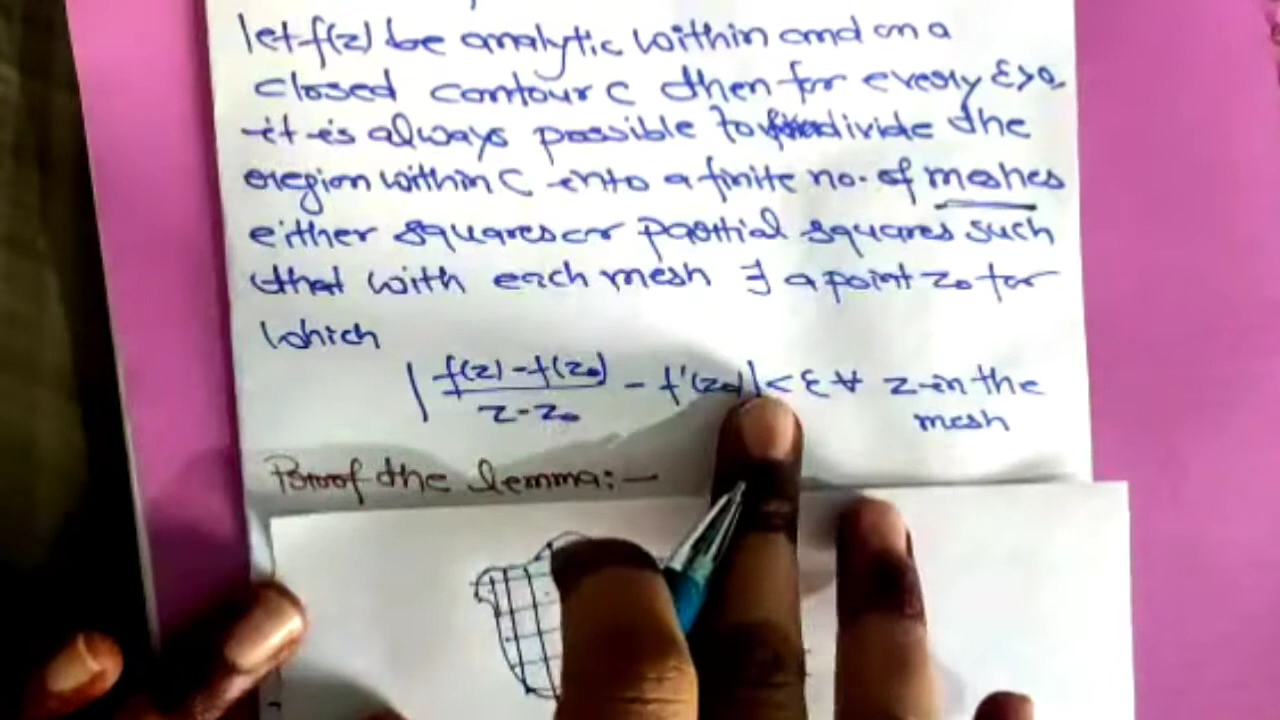 let f(z) be analytic within and on a
closed contour C then for every ε>0
it is always possible to divide the
region within C into a finite no. of meshes
either squares or partial squares such
that with each mesh ∃ a point z₀ for
which
| f(z) - f(z₀) / z - z₀ - f'(z₀) | < ε ∀ z in the
mesh
Proof the lemma:-